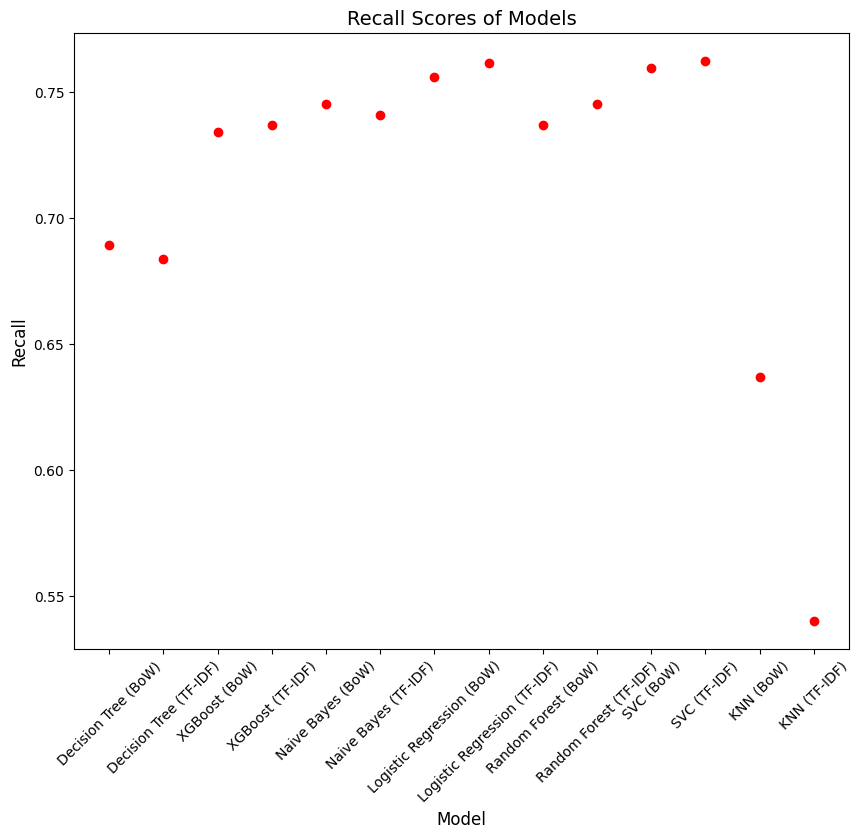 Recall Scores of Models
Recall
0.75
0.70
0.65
0.60
0.55
Decision Tree (BoW)
Decision Tree (TF-IDF)
XGBoost (BoW)
XGBoost (TF-IDF)
Naive Bayes (BoW)
Naive Bayes (TF-IDF)
Logistic Regression (BoW)
Logistic Regression (TF-IDF)
Random Forest (BoW)
Random Forest (TF-IDF)
SVC (BoW)
SVC (TF-IDF)
KNN (BoW)
KNN (TF-IDF)
Model